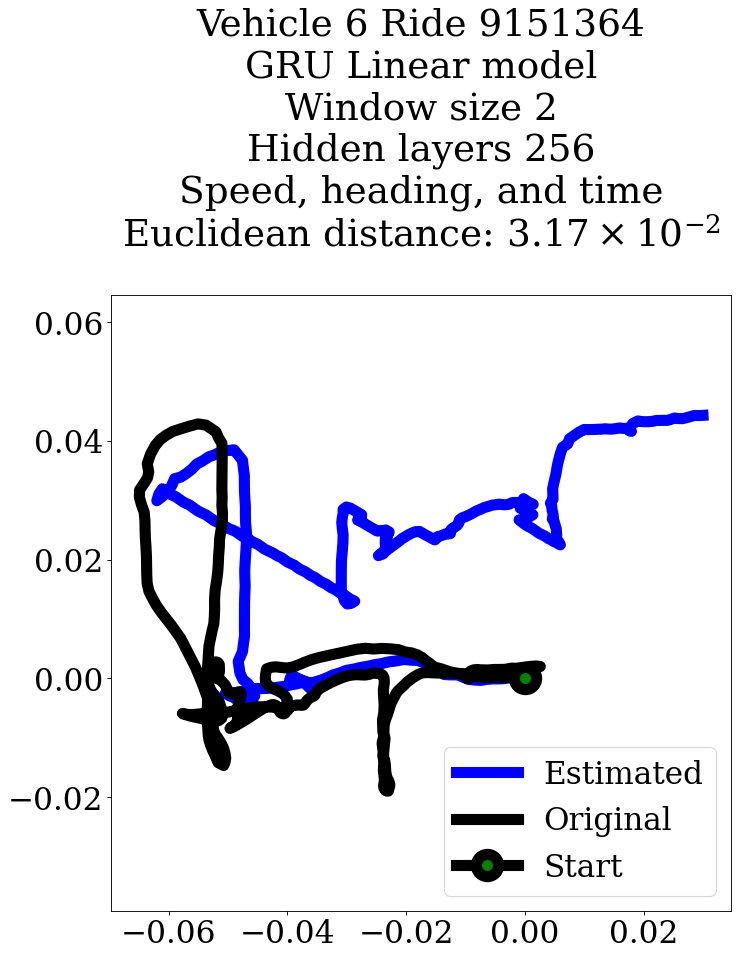 Vehicle 6 Ride 9151364
GRU Linear model
Window size 2
Hidden layers 256
Speed, heading, and time
Euclidean distance: 3.17 × 10⁻²
0.06
0.04
0.02
0.00
−0.02
Estimated
Original
Start
−0.06 −0.04 −0.02 0.00 0.02